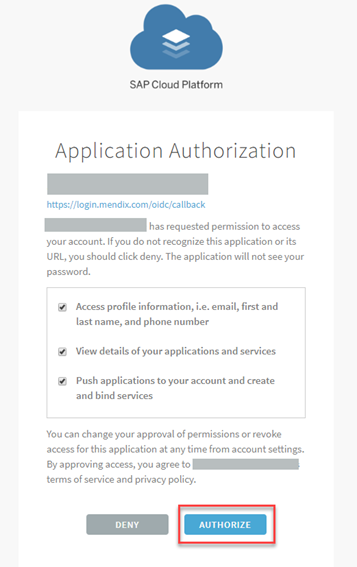 SAP Cloud Platform
Application Authorization
https://login.mendix.com/oidc/callback
has requested permission to access
your account. If you do not recognize this application or its
URL, you should click deny. The application will not see your
password.
Access profile information, i.e. email, first and
last name, and phone number
View details of your applications and services
Push applications to your account and create
and bind services
You can change your approval of permissions or revoke
access for this application at any time from account settings.
By approving access, you agree to
terms of service and privacy policy.
DENY
AUTHORIZE